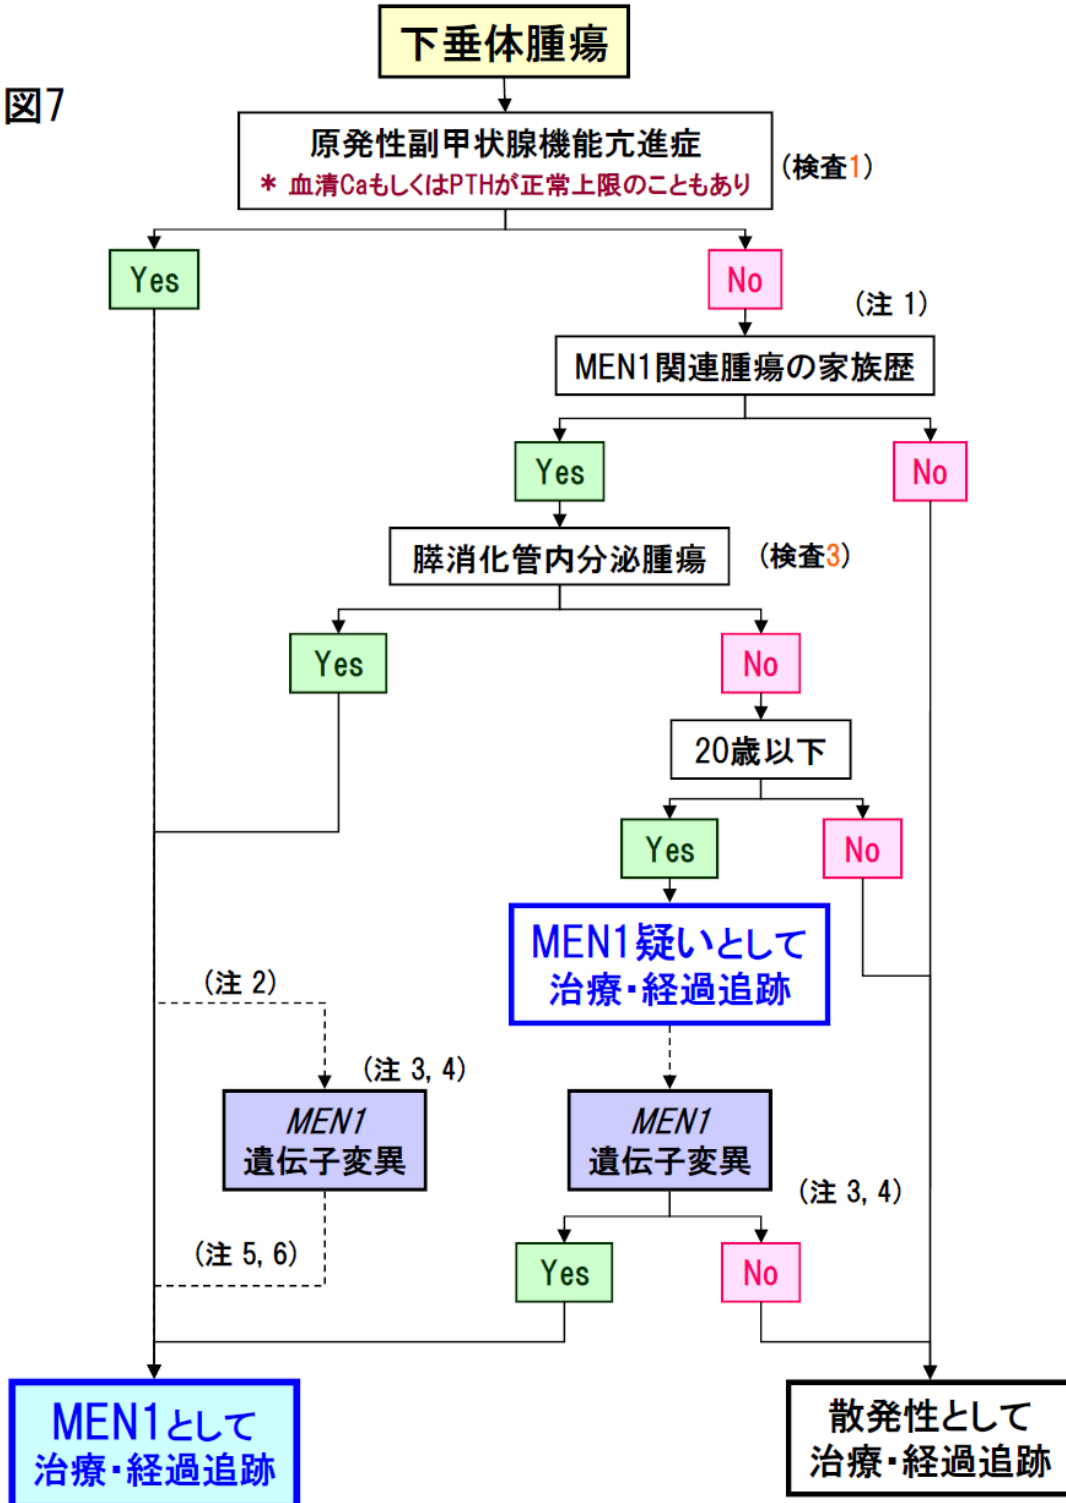 下垂体腫瘍
図7
原発性副甲状腺機能亢進症
* 血清CaもしくはPTHが正常上限のこともあり
(検査1)
Yes
No
(注 1)
MEN1関連腫瘍の家族歴
Yes
No
膵消化管内分泌腫瘍
(検査3)
Yes
No
20歳以下
Yes
No
MEN1疑いとして
治療・経過追跡
(注 2)
(注 3, 4)
MEN1
遺伝子変異
MEN1
遺伝子変異
(注 3, 4)
(注 5, 6)
Yes
No
MEN1として
治療・経過追跡
散発性として
治療・経過追跡